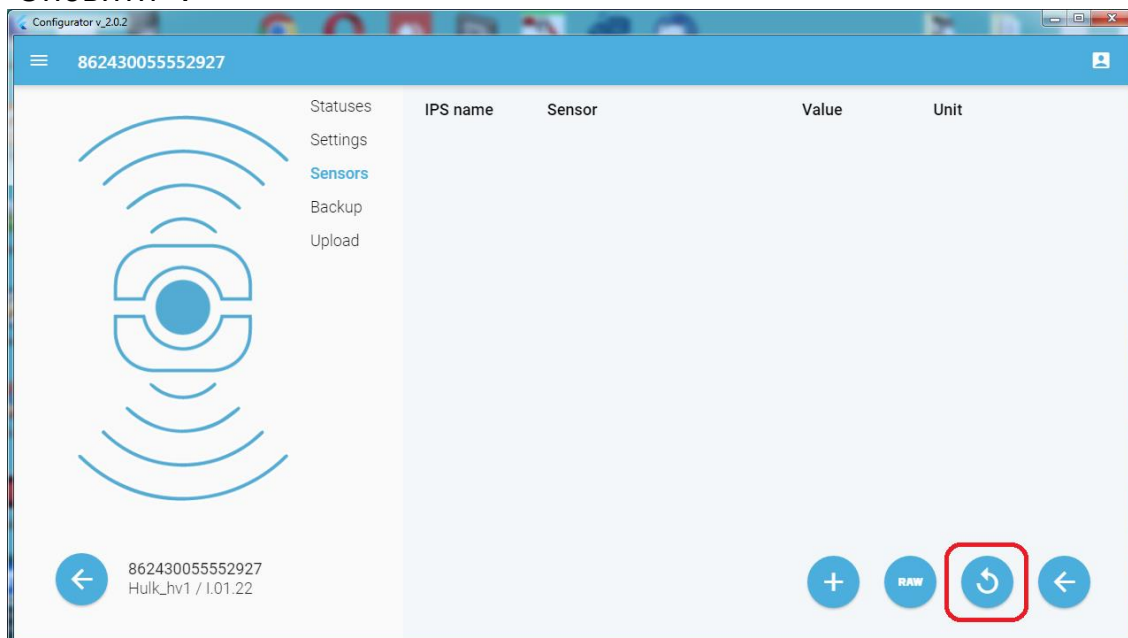 Configurator v_2.0.2
862430055552927
Statuses
Settings
Sensors
Backup
Upload
IPS name Sensor Value Unit
862430055552927
Hulk_hv1 / I.01.22
RAW